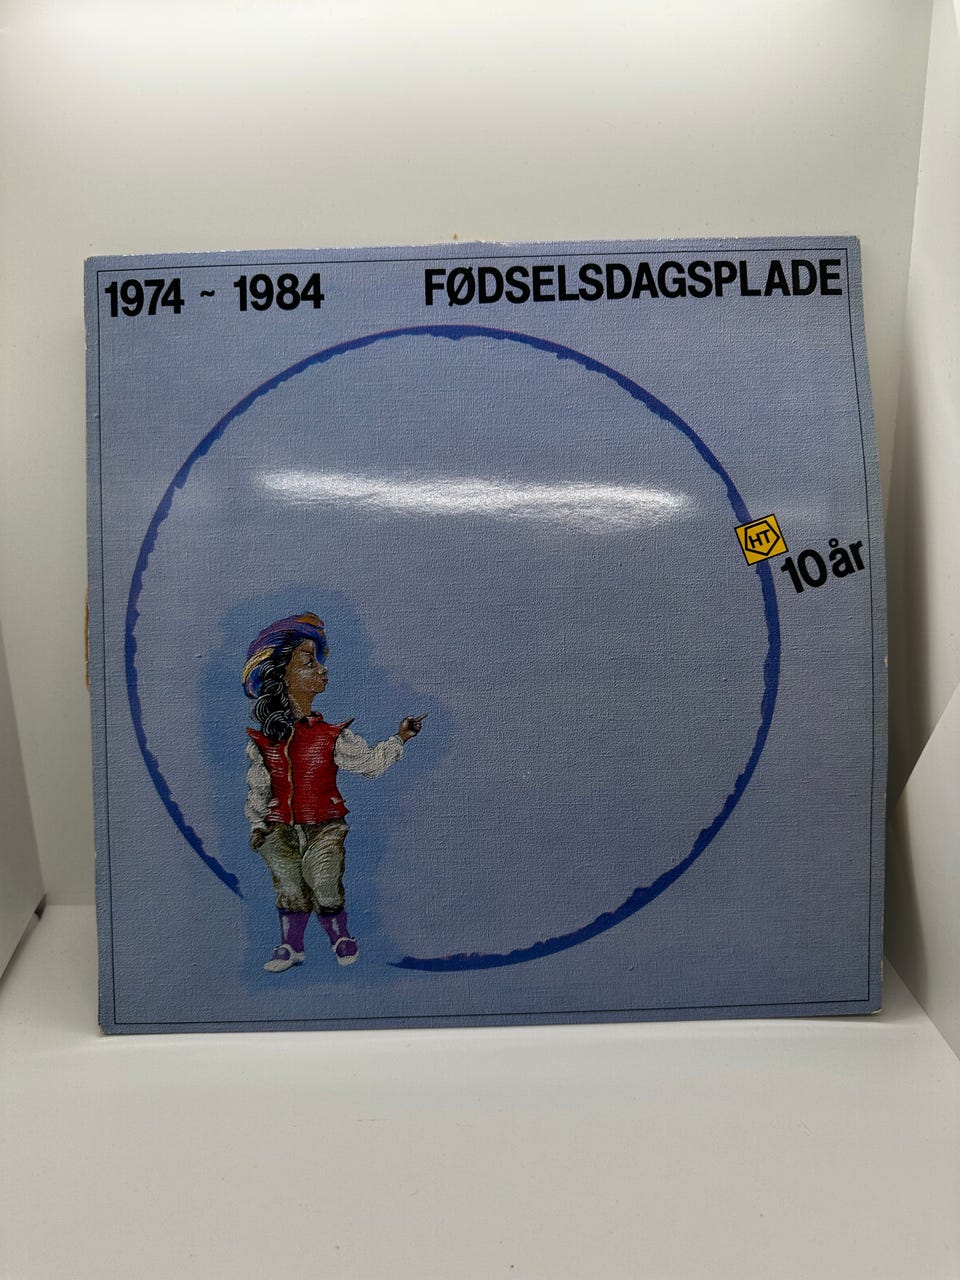 1974 ~ 1984 FØDSELSDAGSPLADE
HT
10 år